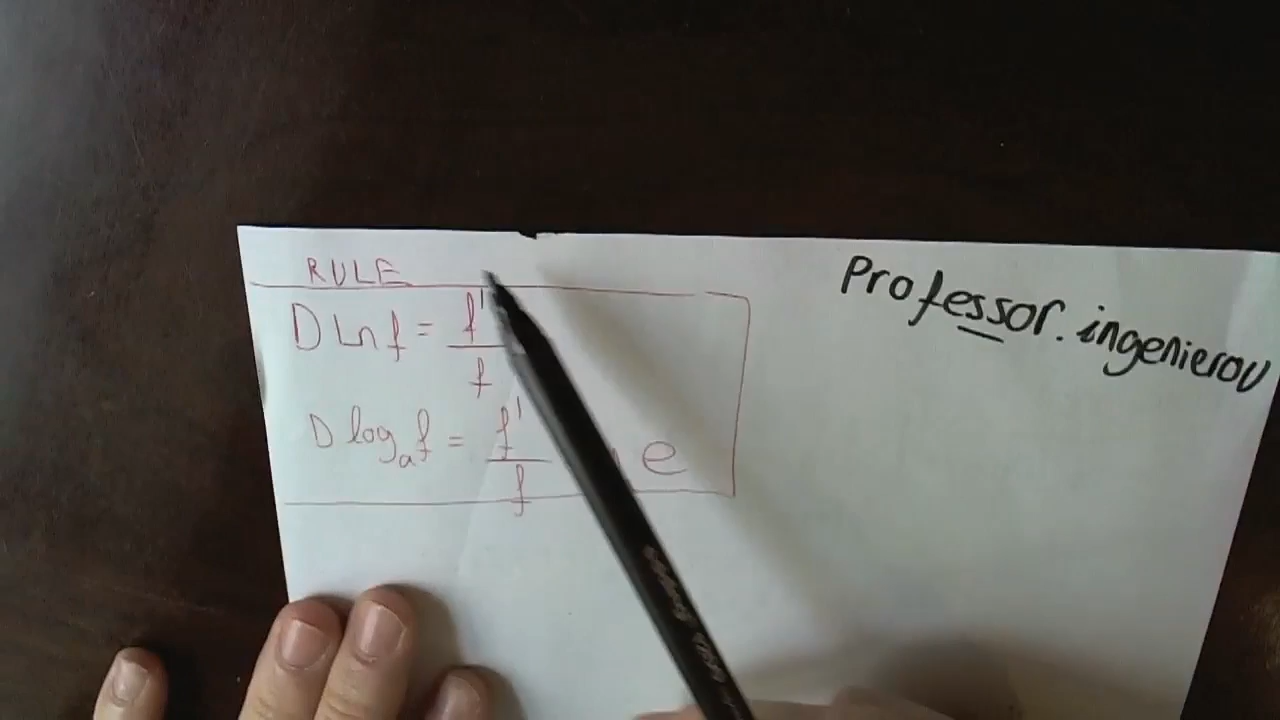 RULE
D Ln f = f' / f
D log_a f = f' / f e
Professor. ingenierov